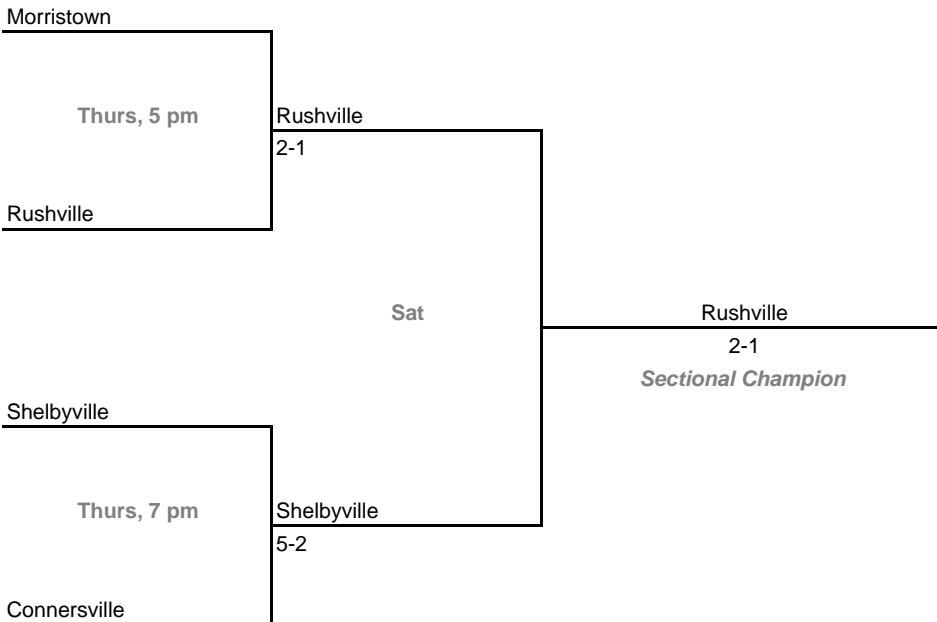 Morristown
Thurs, 5 pm
Rushville
2-1
Rushville
Sat
Rushville
2-1
Sectional Champion
Shelbyville
Thurs, 7 pm
Shelbyville
5-2
Connersville